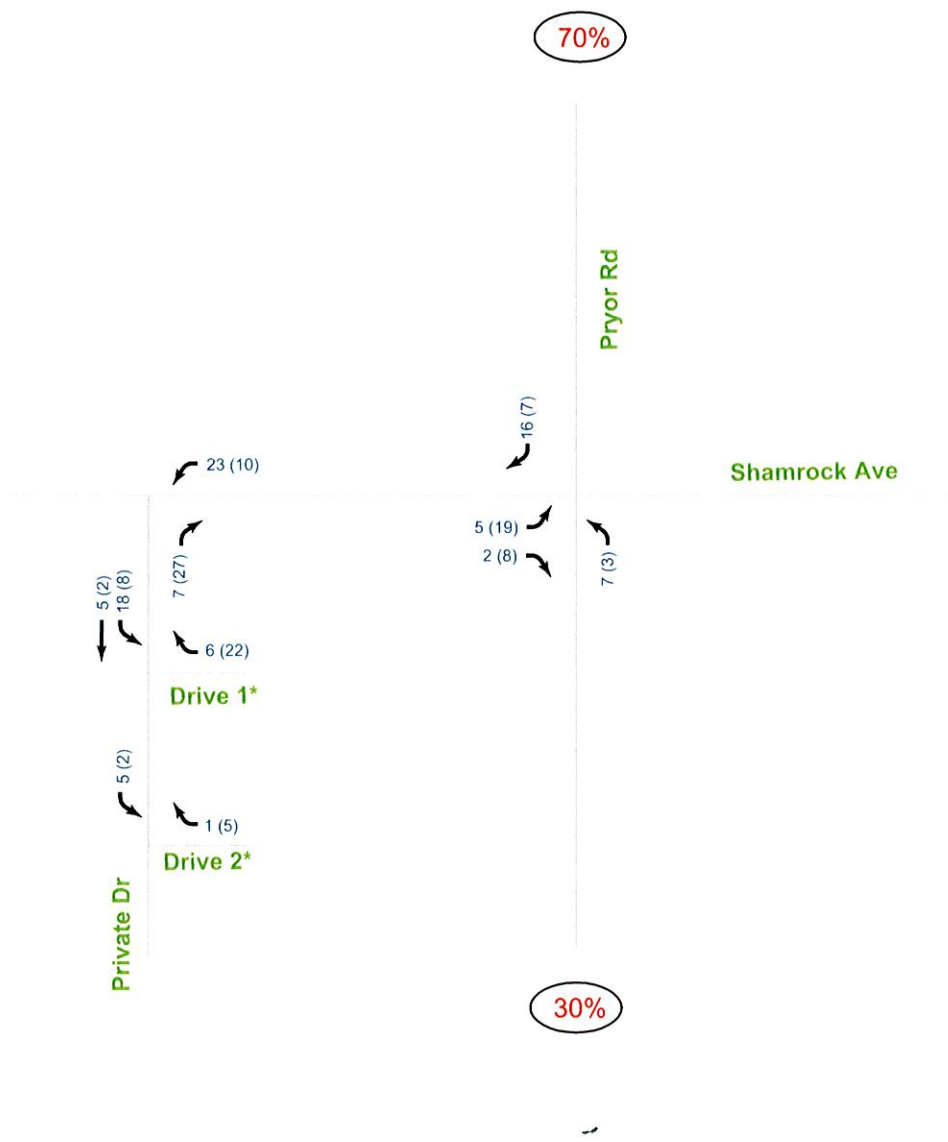 70%
Pryor Rd
16 (7)
23 (10)
Shamrock Ave
5 (19)
2 (8)
7 (3)
7 (27)
5 (2)
18 (8)
6 (22)
Drive 1*
5 (2)
1 (5)
Drive 2*
Private Dr
30%